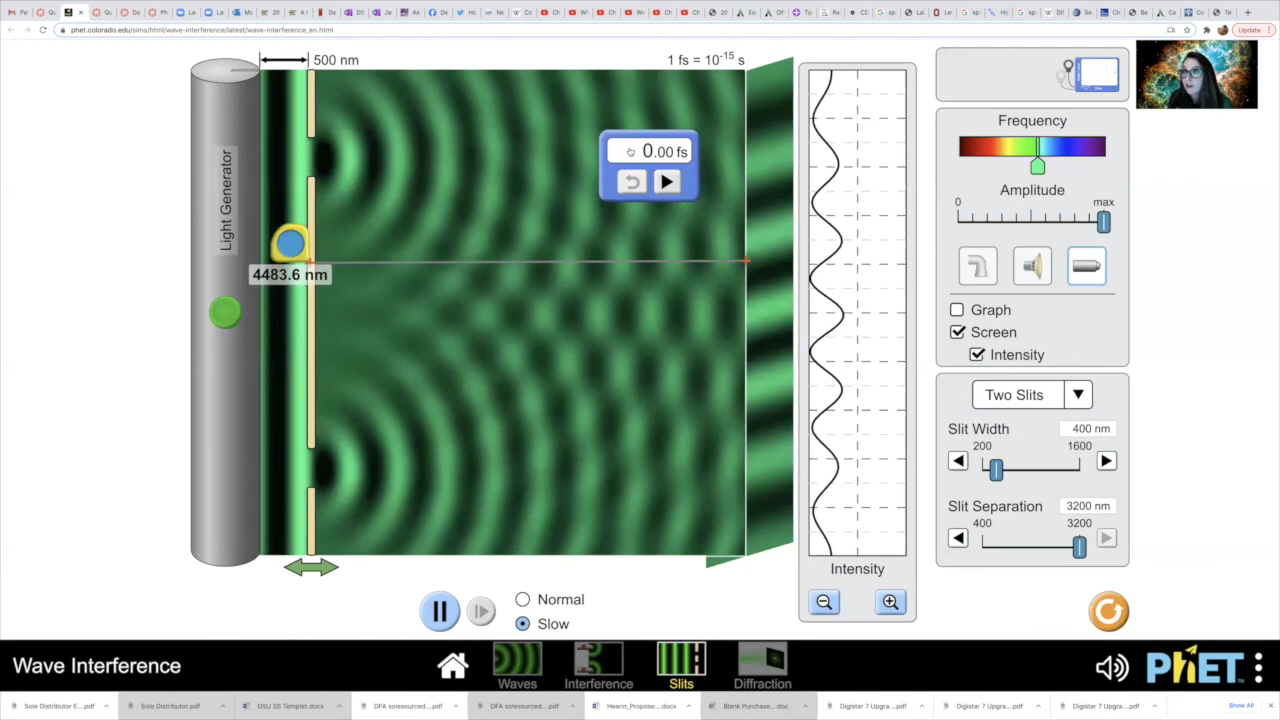 phet.colorado.edu/sims/html/wave-interference/latest/wave-interference_en.html
Update
500 nm
1 fs = 10⁻¹⁵ s
Light Generator
0.00 fs
4483.6 nm
Intensity
Normal
Slow
Frequency
Amplitude
0
max
Graph
Screen
Intensity
Two Slits
Slit Width
400 nm
200
1600
Slit Separation
3200 nm
400
3200
Wave Interference
Waves
Interference
Slits
Diffraction
PhET
Sole Distributor E....pdf
Sole Distributor.pdf
DSU SS Templet.docx
DFA solesourced....pdf
DFA solesourced....pdf
Hearin_Propose....docx
Blank Purchase....doc
Digistar 7 Upgra....pdf
Digistar 7 Upgra....pdf
Digistar 7 Upgra....pdf
Show All